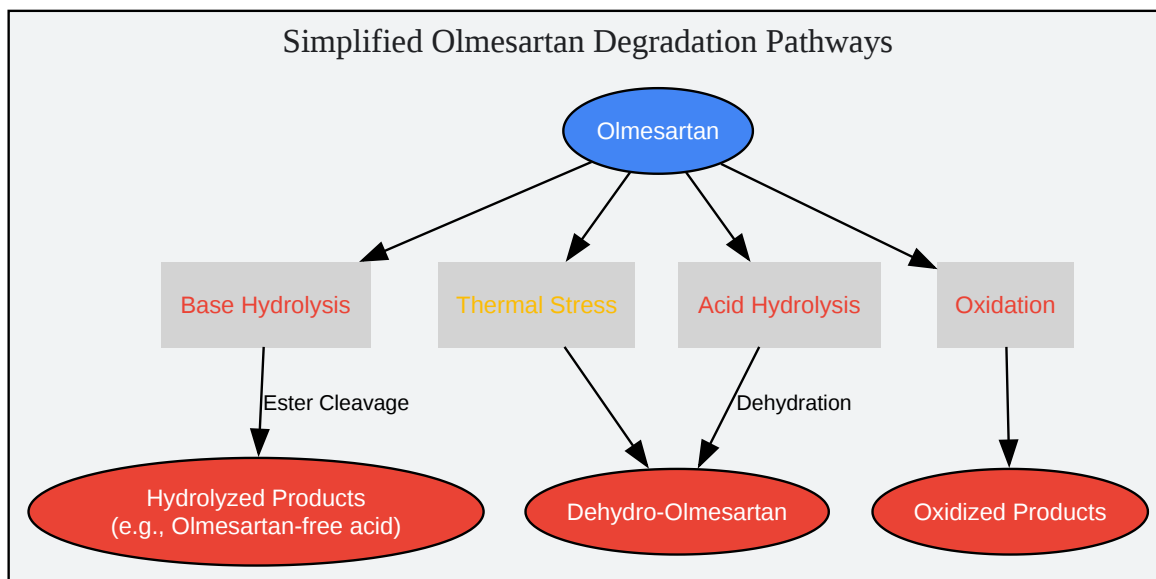 Simplified Olmesartan Degradation Pathways
Olmesartan
Base Hydrolysis
Thermal Stress
Acid Hydrolysis
Oxidation
Ester Cleavage
Dehydration
Hydrolyzed Products
(e.g., Olmesartan-free acid)
Dehydro-Olmesartan
Oxidized Products